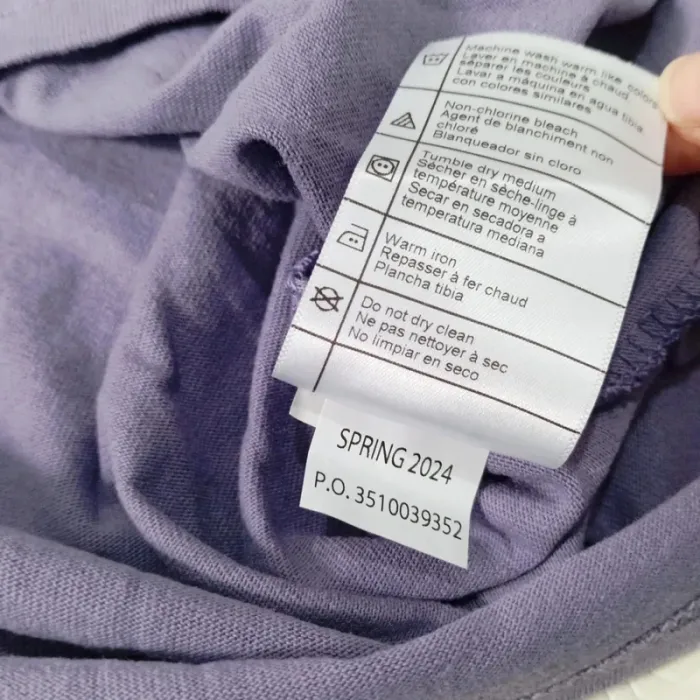 Machine wash warm, like colors
Laver en machine à chaud
séparer les couleurs
Lavar a máquina en agua tibia
con colores similares
Non-chlorine bleach
Agent de blanchiment non
chloré
Blanqueador sin cloro
Tumble dry medium
Sécher en sèche-linge à
température moyenne
Secar en secadora a
temperatura mediana
Warm iron
Repasser à fer chaud
Plancha tibia
Do not dry clean
Ne pas nettoyer à sec
No limpiar en seco
SPRING 2024
P.O. 3510039352